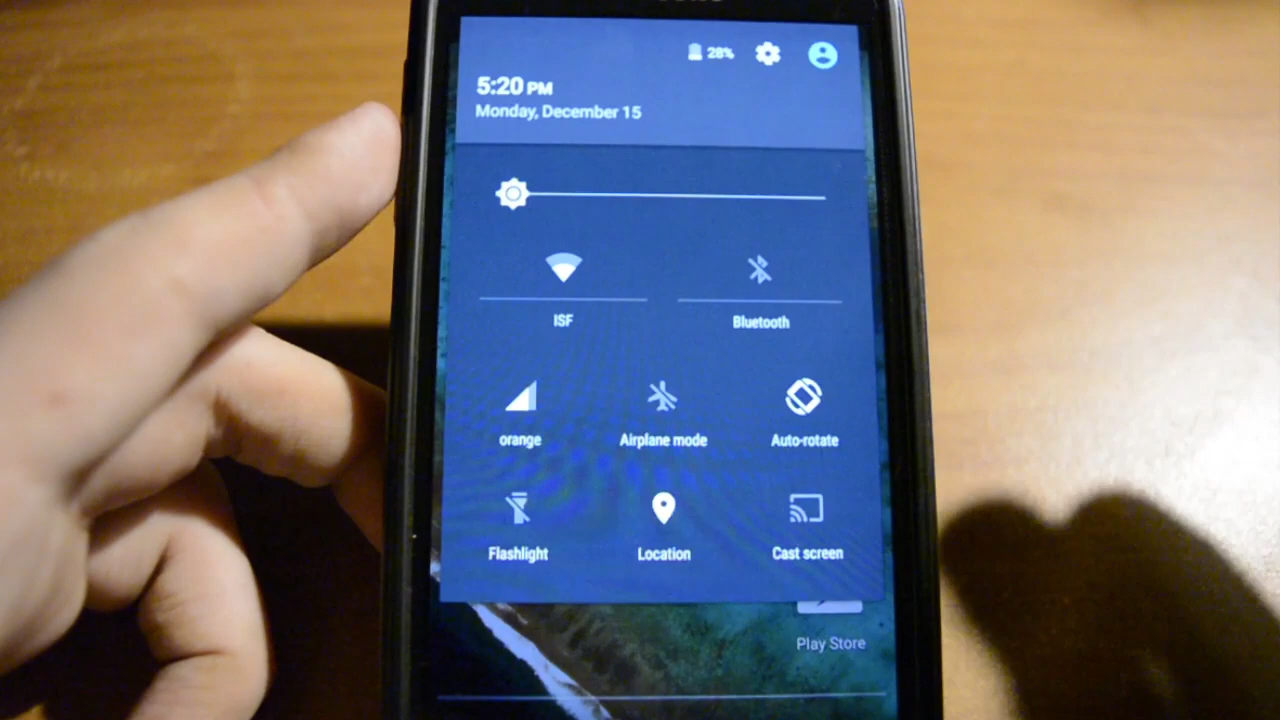 28%
5:20 PM
Monday, December 15
ISF
Bluetooth
orange
Airplane mode
Auto-rotate
Flashlight
Location
Cast screen
Play Store